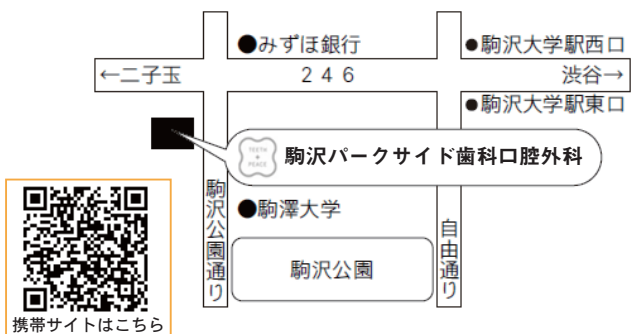 ●みずほ銀行
●駒沢大学駅西口
←二子玉
246
渋谷→
●駒沢大学駅東口
TEETH
+
PEACE
駒沢パークサイド歯科口腔外科
駒沢公園通り
●駒澤大学
駒沢公園
自由通り
携帯サイトはこちら